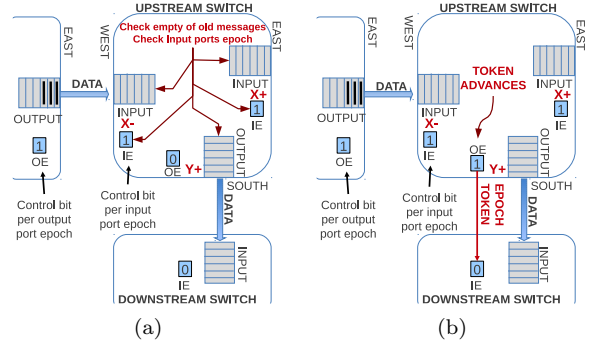 UPSTREAM SWITCH
EAST
WEST
EAST
Check empty of old messages
Check Input ports epoch
DATA
OUTPUT
INPUT
INPUT
X-
X+
1
OE
1
IE
1
IE
0
OE
Y+
OUTPUT
SOUTH
Control bit
per output
port epoch
Control bit
per input
port epoch
DATA
INPUT
0
IE
DOWNSTREAM SWITCH
(a)
UPSTREAM SWITCH
EAST
WEST
EAST
TOKEN
ADVANCES
DATA
OUTPUT
INPUT
INPUT
X-
X+
1
OE
1
IE
1
IE
OE
1
Y+
OUTPUT
SOUTH
Control bit
per output
port epoch
Control bit
per input
port epoch
EPOCH
TOKEN
DATA
INPUT
0
IE
DOWNSTREAM SWITCH
(b)